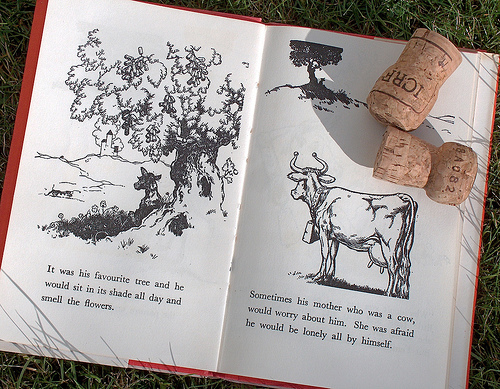 It was his favourite tree and he
would sit in its shade all day and
smell the flowers.
Sometimes his mother who was a cow,
would worry about him. She was afraid
he would be lonely all by himself.